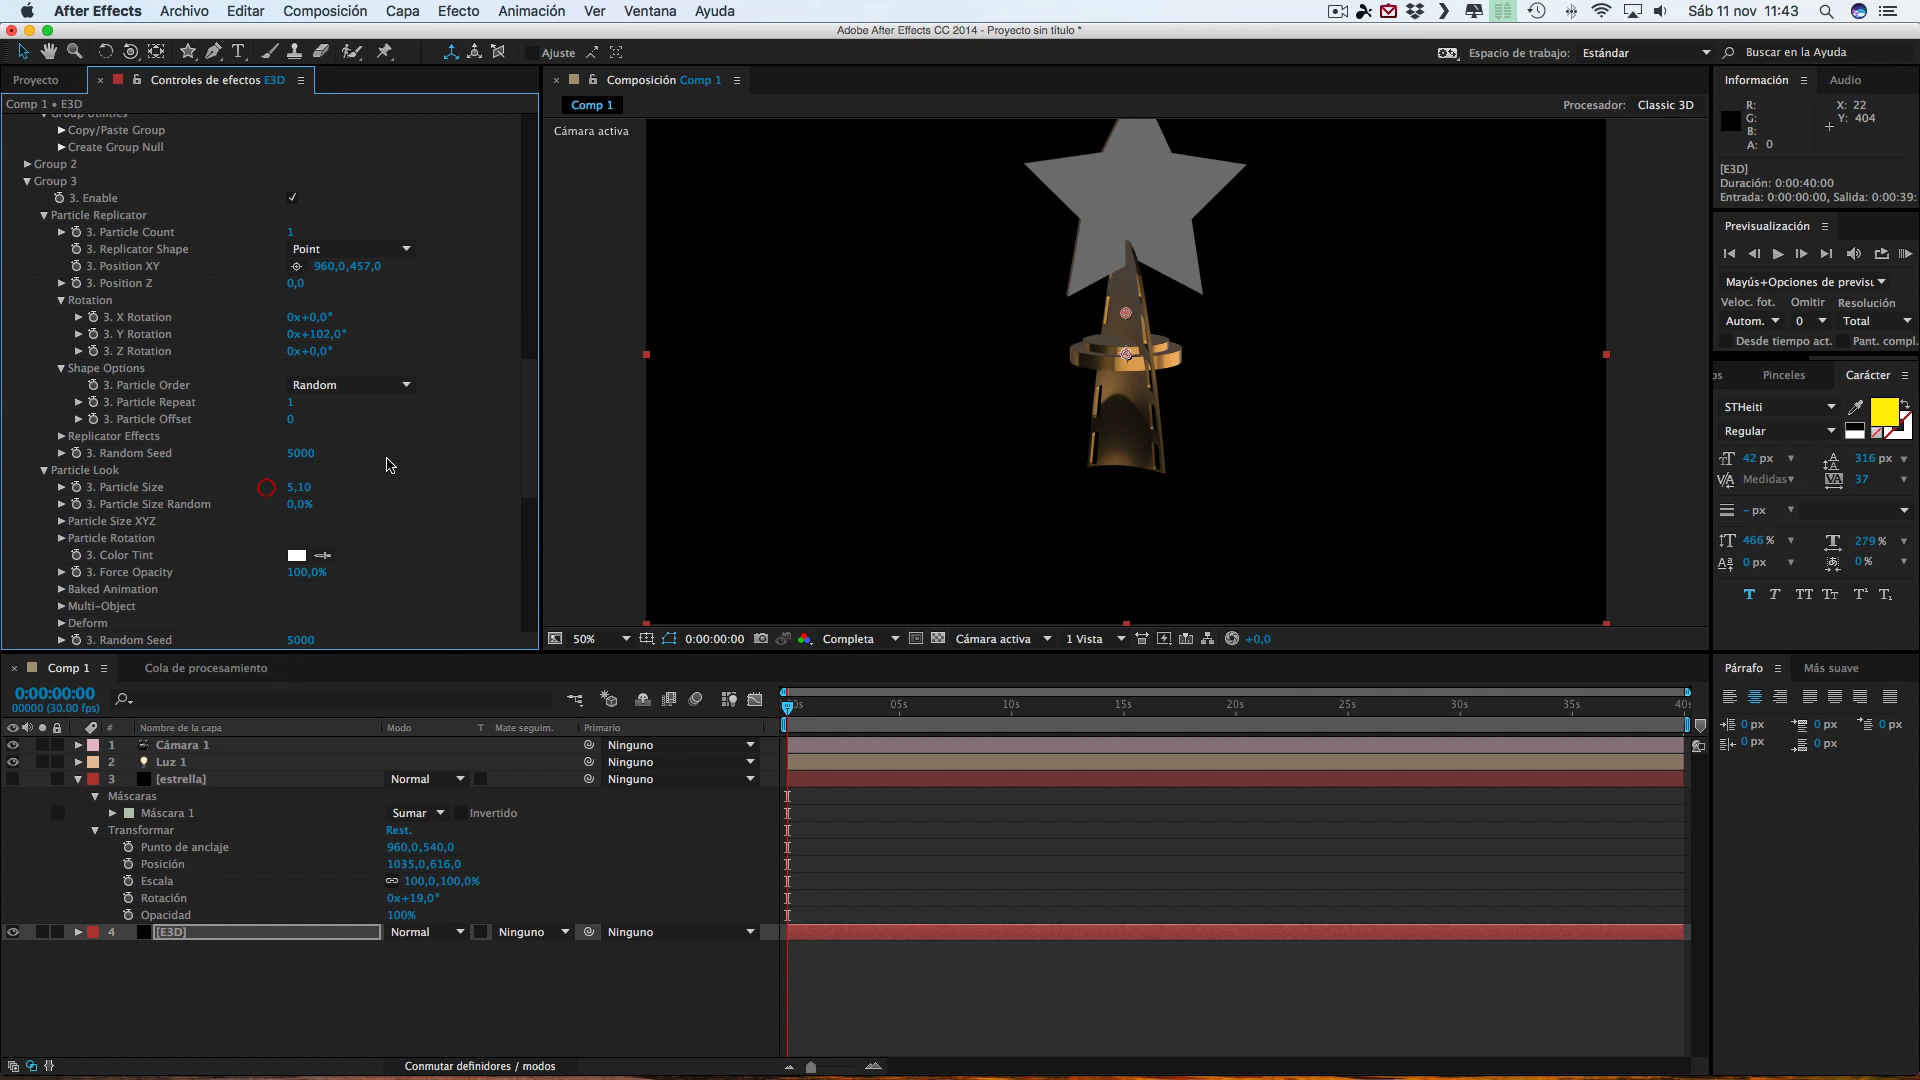 After Effects Archivo Editar Composición Capa Efecto Animación Ver Ventana Ayuda Sáb 11 nov 11:43
Adobe After Effects CC 2014 - Proyecto sin título *
Ajuste Espacio de trabajo: Estándar Buscar en la Ayuda
Proyecto × Controles de efectos E3D × Composición Comp 1 Información Audio
Comp 1 • E3D
Comp 1
Procesador: Classic 3D
Cámara activa
R:
G:
B:
A: 0
X: 22
Y: 404
[E3D]
Duración: 0:00:40:00
Entrada: 0:00:00:00, Salida: 0:00:39:
Group Utilities
Copy/Paste Group
Create Group Null
Group 2
Group 3
3. Enable
Particle Replicator
3. Particle Count 1
3. Replicator Shape Point
3. Position XY 960,0,457,0
3. Position Z 0,0
Rotation
3. X Rotation 0x+0,0°
3. Y Rotation 0x+102,0°
3. Z Rotation 0x+0,0°
Shape Options
3. Particle Order Random
3. Particle Repeat 1
3. Particle Offset 0
Replicator Effects
3. Random Seed 5000
Particle Look
3. Particle Size 5,10
3. Particle Size Random 0,0%
Particle Size XYZ
Particle Rotation
3. Color Tint
3. Force Opacity 100,0%
Baked Animation
Multi-Object
Deform
3. Random Seed 5000
Previsualización
Mayús+Opciones de previsu
Veloc. fot. Omitir Resolución
Autom. 0 Total
Desde tiempo act. Pant. compl.
os Pinceles Carácter
STHeiti
Regular
42 px 316 px
Medidas 37
- px
466 % 279 %
0 px 0 %
T T TT Tт T¹ T₁
50% 0:00:00:00 Completa Cámara activa 1 Vista +0,0
× Comp 1 Cola de procesamiento
0:00:00:00
00000 (30.00 fps)
00s 05s 10s 15s 20s 25s 30s 35s 40s
# Nombre de la capa Modo T Mate seguim. Primario
1 Cámara 1 Ninguno
2 Luz 1 Ninguno
3 [estrella] Normal Ninguno
Máscaras
Máscara 1 Sumar Invertido
Transformar Rest.
Punto de anclaje 960,0,540,0
Posición 1035,0,616,0
Escala 100,0,100,0%
Rotación 0x+19,0°
Opacidad 100%
4 [E3D] Normal Ninguno Ninguno
Conmutar definidores / modos
Párrafo Más suave
0 px 0 px 0 px
0 px 0 px